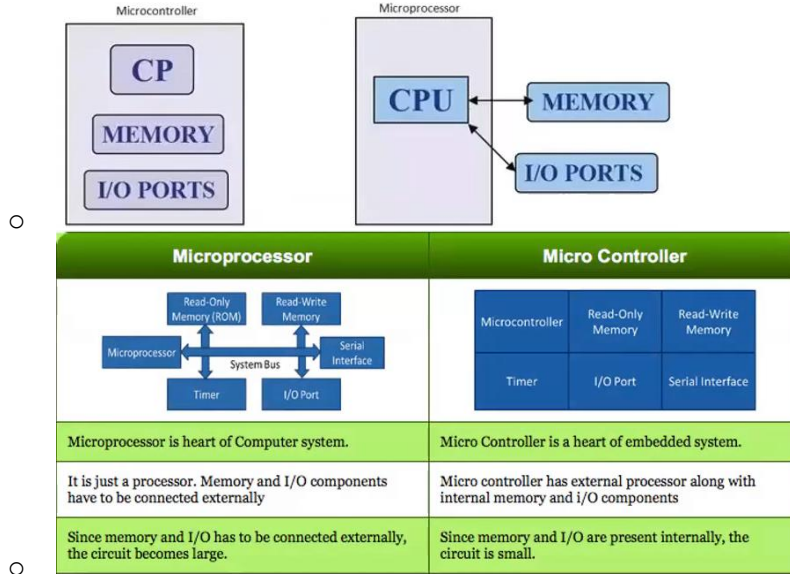 Microcontroller
CP
MEMORY
I/O PORTS
Microprocessor
CPU
MEMORY
I/O PORTS
Microprocessor
Micro Controller
Read-Only
Memory (ROM)
Read-Write
Memory
Microprocessor
Serial
Interface
System Bus
Timer
I/O Port
Microcontroller
Read-Only
Memory
Read-Write
Memory
Timer
I/O Port
Serial Interface
Microprocessor is heart of Computer system.
Micro Controller is a heart of embedded system.
It is just a processor. Memory and I/O components
have to be connected externally
Micro controller has external processor along with
internal memory and i/O components
Since memory and I/O has to be connected externally,
the circuit becomes large.
Since memory and I/O are present internally, the
circuit is small.